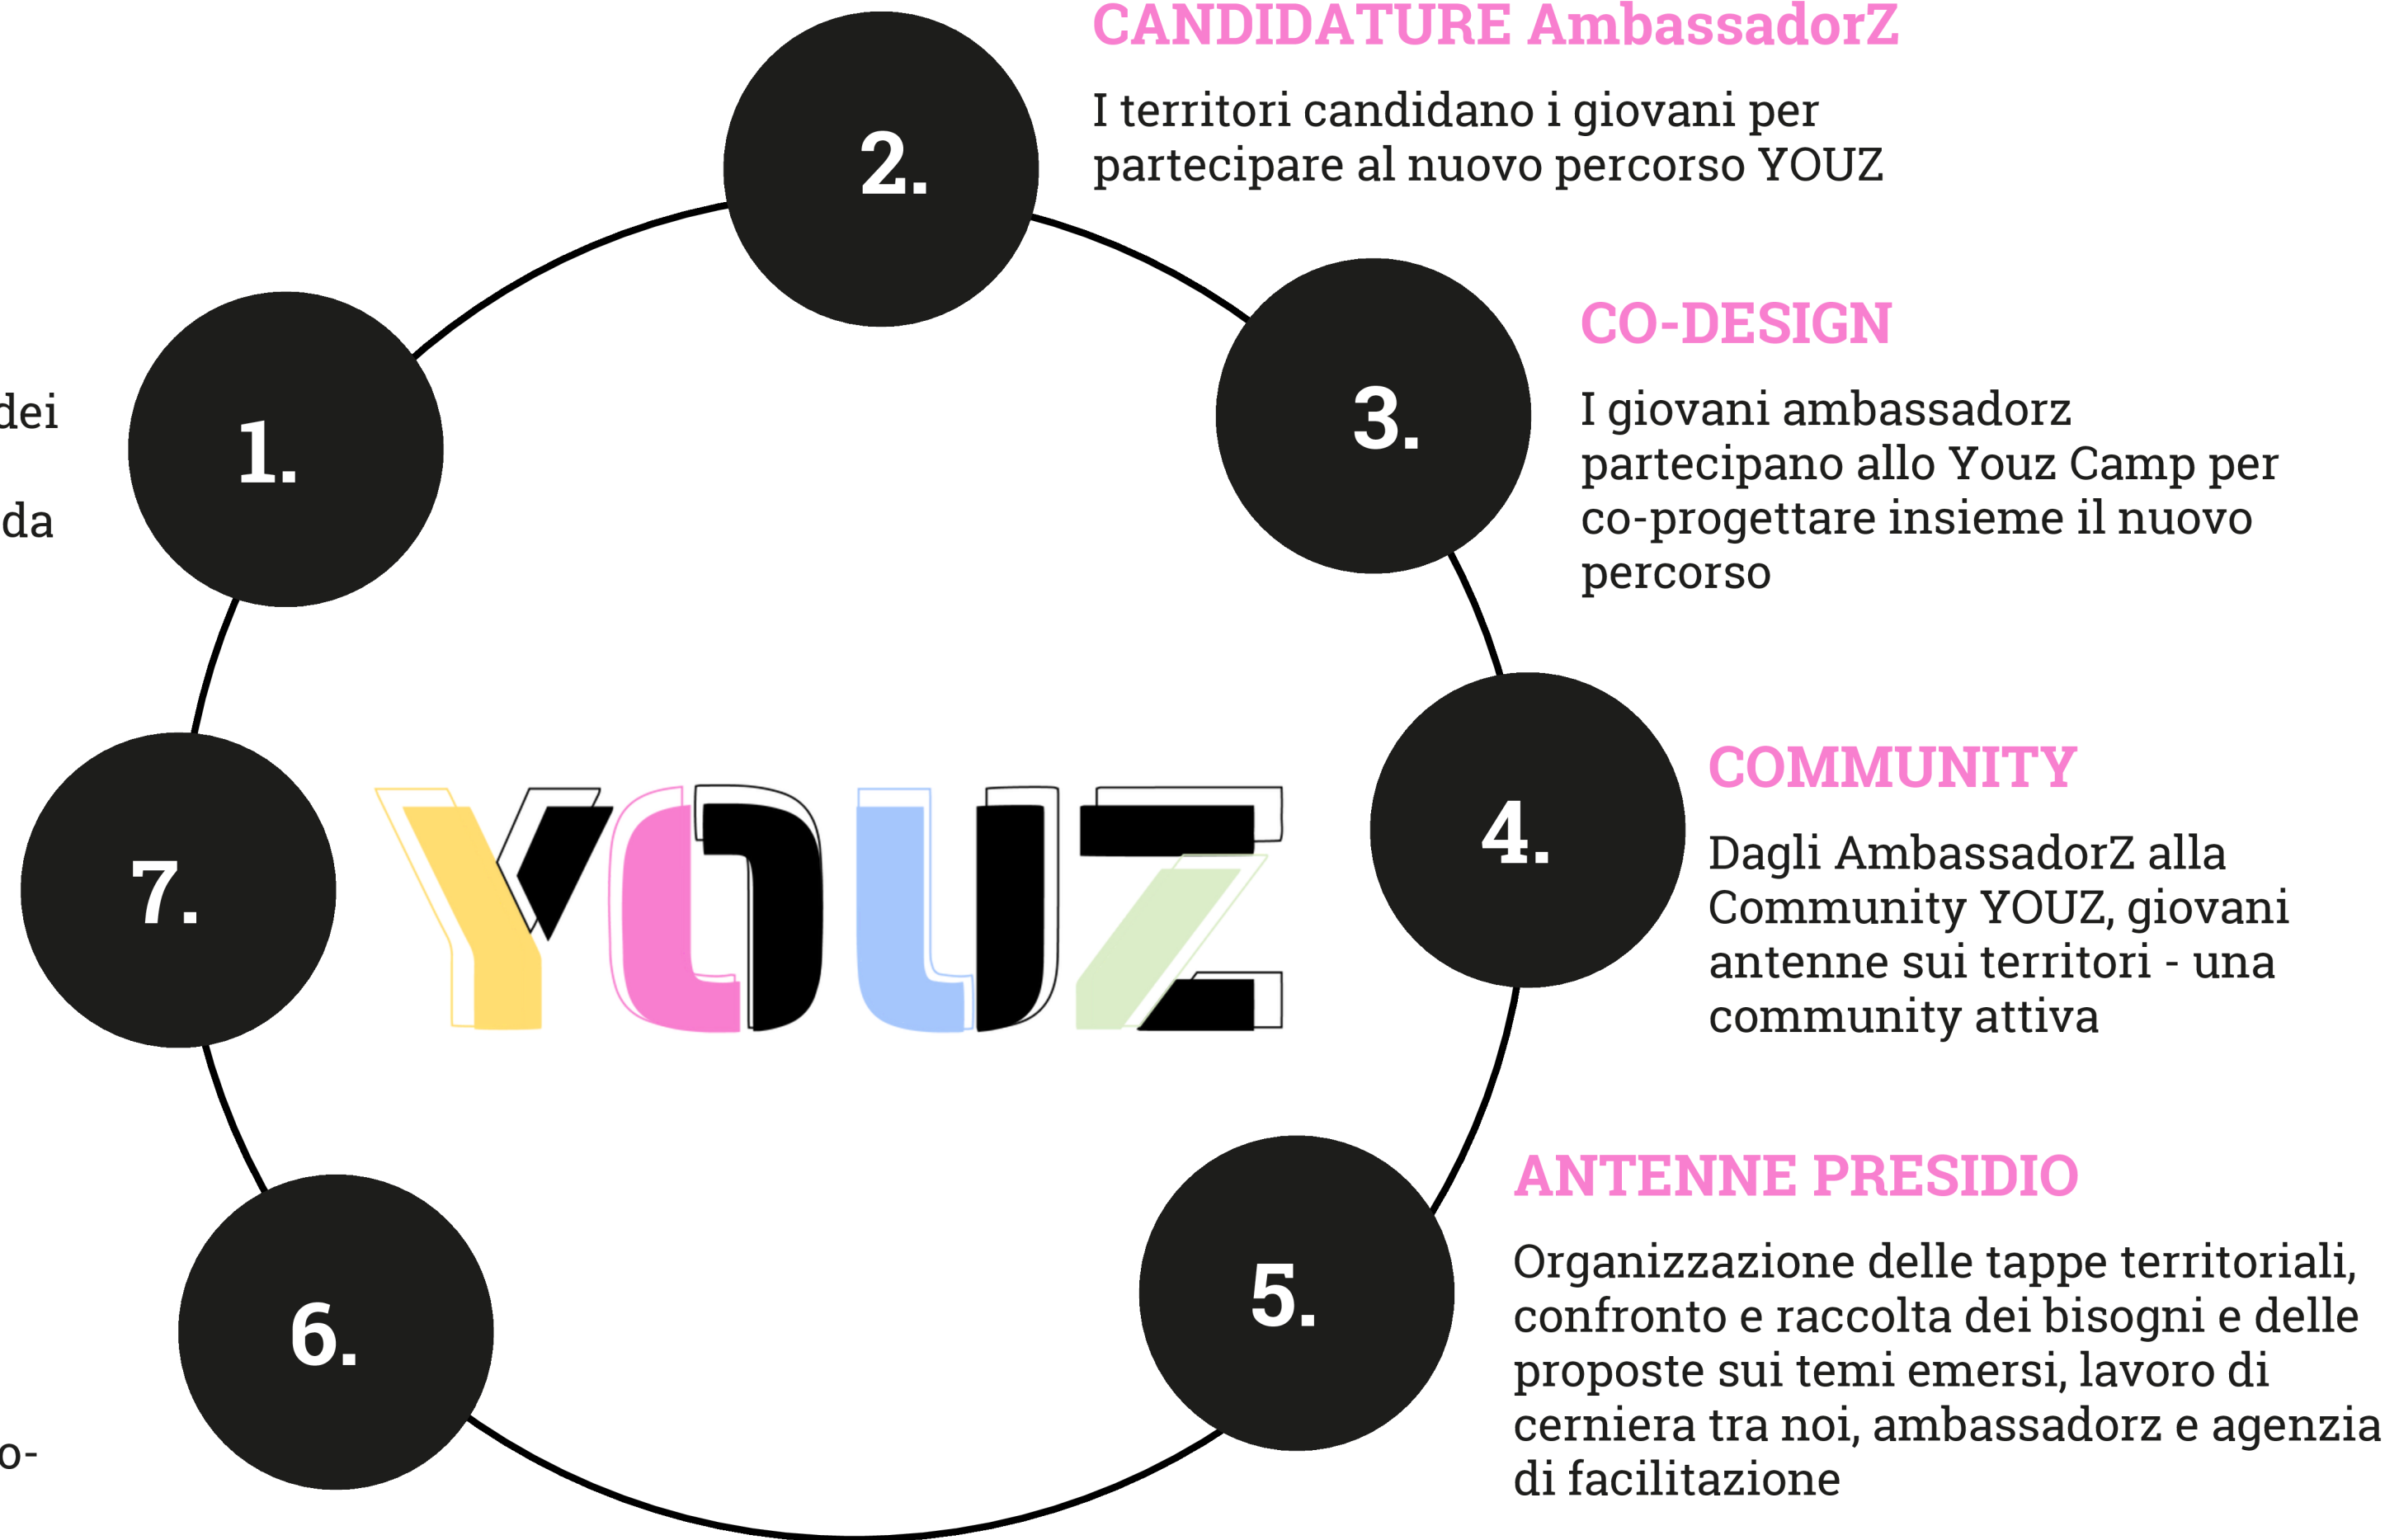 CANDIDATURE AmbassadorZ
I territori candidano i giovani per
partecipare al nuovo percorso YOUZ
2.
1.
dei
da
3.
CO-DESIGN
I giovani ambassadorz
partecipano allo Youz Camp per
co-progettare insieme il nuovo
percorso
7.
YOUZ
4.
COMMUNITY
Dagli AmbassadorZ alla
Community YOUZ, giovani
antenne sui territori - una
community attiva
6.
o-
5.
ANTENNE PRESIDIO
Organizzazione delle tappe territoriali,
confronto e raccolta dei bisogni e delle
proposte sui temi emersi, lavoro di
cerniera tra noi, ambassadorz e agenzia
di facilitazione